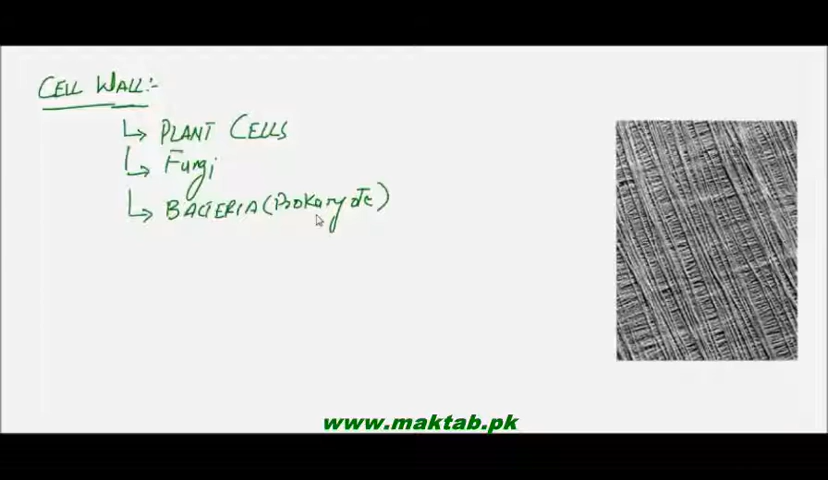 CELL WALL:-
PLANT CELLS
Fungi
BACTERIA (Prokaryote)
www.maktab.pk